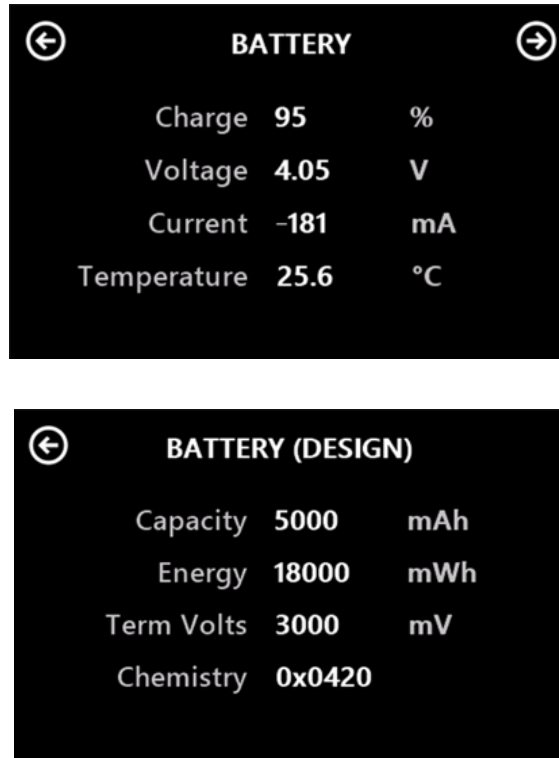 BATTERY
Charge 95 %
Voltage 4.05 V
Current -181 mA
Temperature 25.6 °C
BATTERY (DESIGN)
Capacity 5000 mAh
Energy 18000 mWh
Term Volts 3000 mV
Chemistry 0x0420